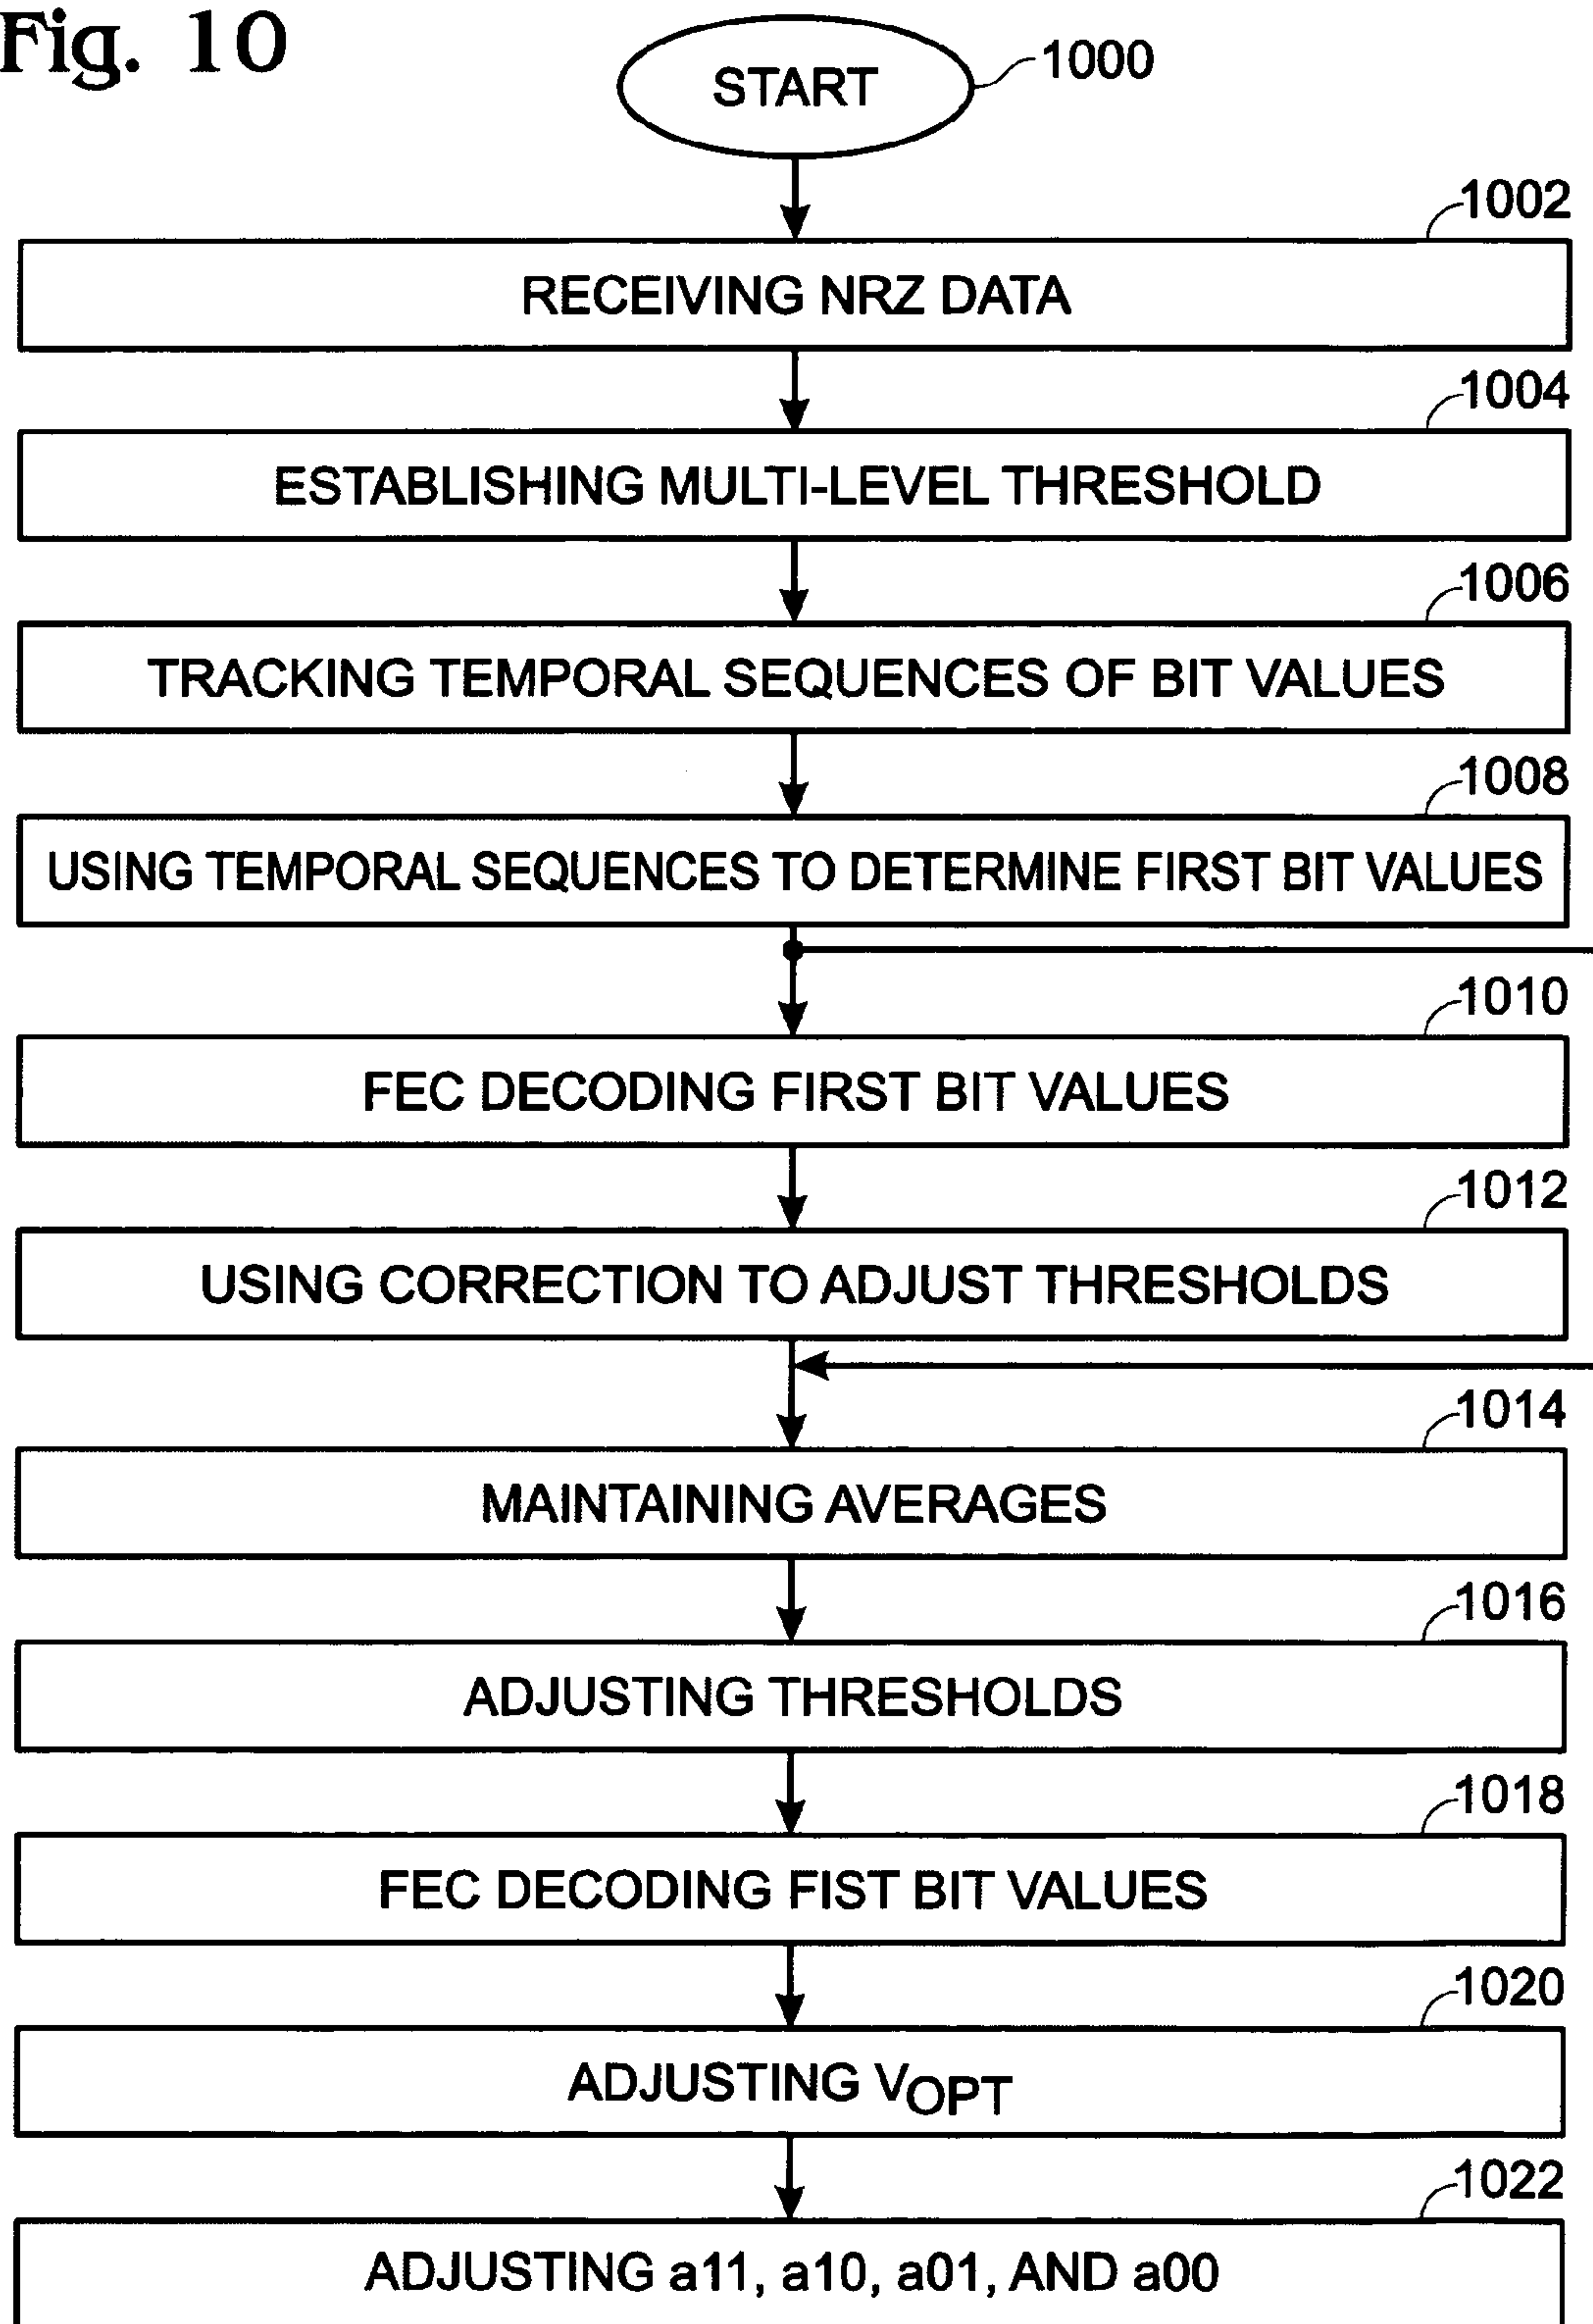 Fig. 10
START
1000
1002
RECEIVING NRZ DATA
1004
ESTABLISHING MULTI-LEVEL THRESHOLD
1006
TRACKING TEMPORAL SEQUENCES OF BIT VALUES
1008
USING TEMPORAL SEQUENCES TO DETERMINE FIRST BIT VALUES
1010
FEC DECODING FIRST BIT VALUES
1012
USING CORRECTION TO ADJUST THRESHOLDS
1014
MAINTAINING AVERAGES
1016
ADJUSTING THRESHOLDS
1018
FEC DECODING FIST BIT VALUES
1020
ADJUSTING VOPT
1022
ADJUSTING a11, a10, a01, AND a00